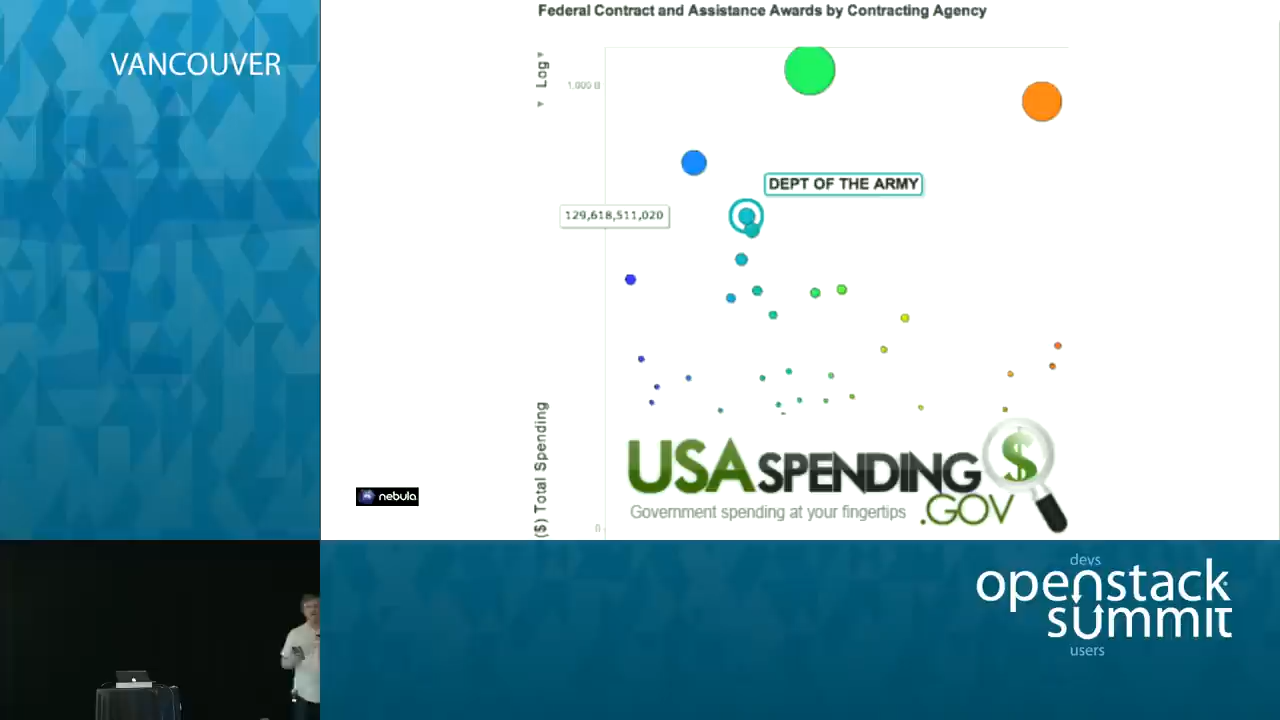 VANCOUVER
Federal Contract and Assistance Awards by Contracting Agency
Log
1,000 B
DEPT OF THE ARMY
129,618,511,020
($) Total Spending
0
USASPENDING
.GOV
Government spending at your fingertips
$
nebula
devs
openstack
summit
users